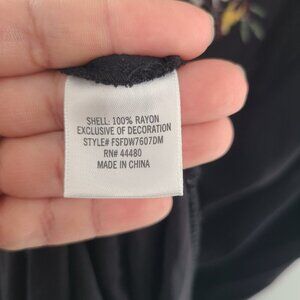 SHELL: 100% RAYON
EXCLUSIVE OF DECORATION
STYLE# FSFDW7607DM
RN# 44480
MADE IN CHINA